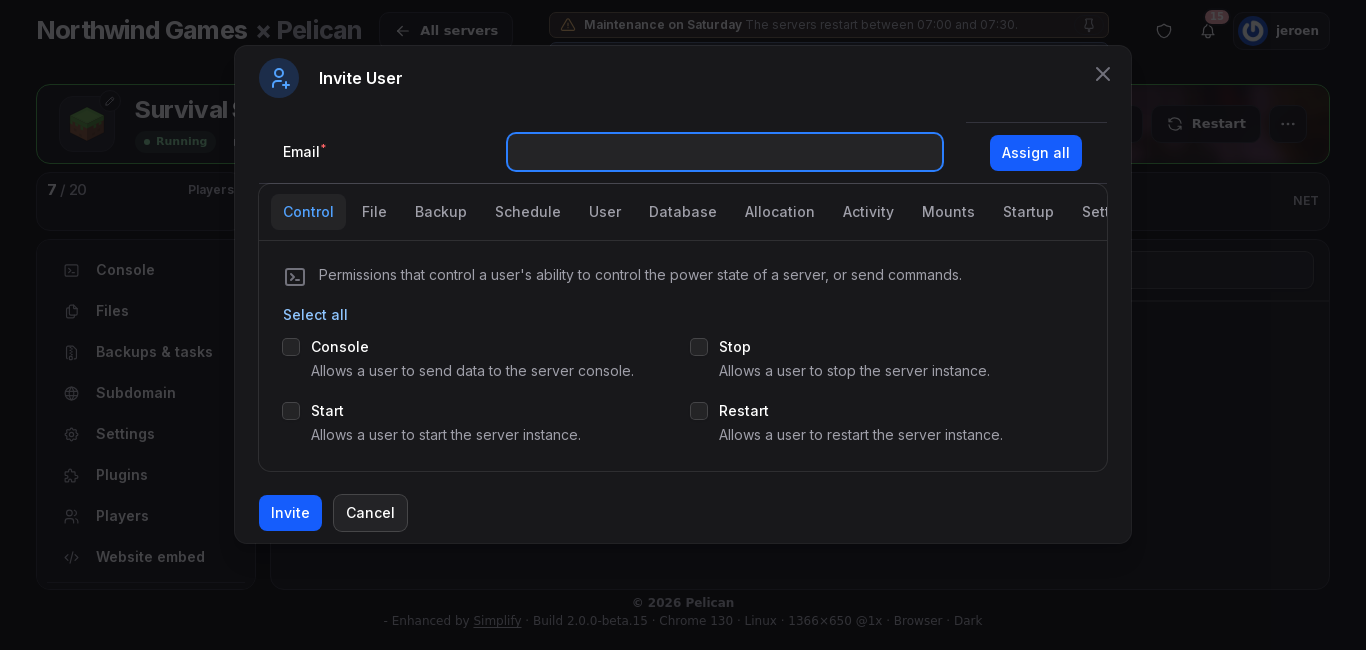 Northwind Games × Pelican
All servers
Maintenance on Saturday The servers restart between 07:00 and 07:30.
15
jeroen
Invite User
Survival S
Running
Restart
Email*
Assign all
7 / 20
Players
NET
Control
File
Backup
Schedule
User
Database
Allocation
Activity
Mounts
Startup
Sett
Console
Files
Backups & tasks
Subdomain
Settings
Plugins
Players
Website embed
Permissions that control a user's ability to control the power state of a server, or send commands.
Select all
Console
Allows a user to send data to the server console.
Stop
Allows a user to stop the server instance.
Start
Allows a user to start the server instance.
Restart
Allows a user to restart the server instance.
Invite
Cancel
© 2026 Pelican
- Enhanced by Simplify · Build 2.0.0-beta.15 · Chrome 130 · Linux · 1366×650 @1x · Browser · Dark